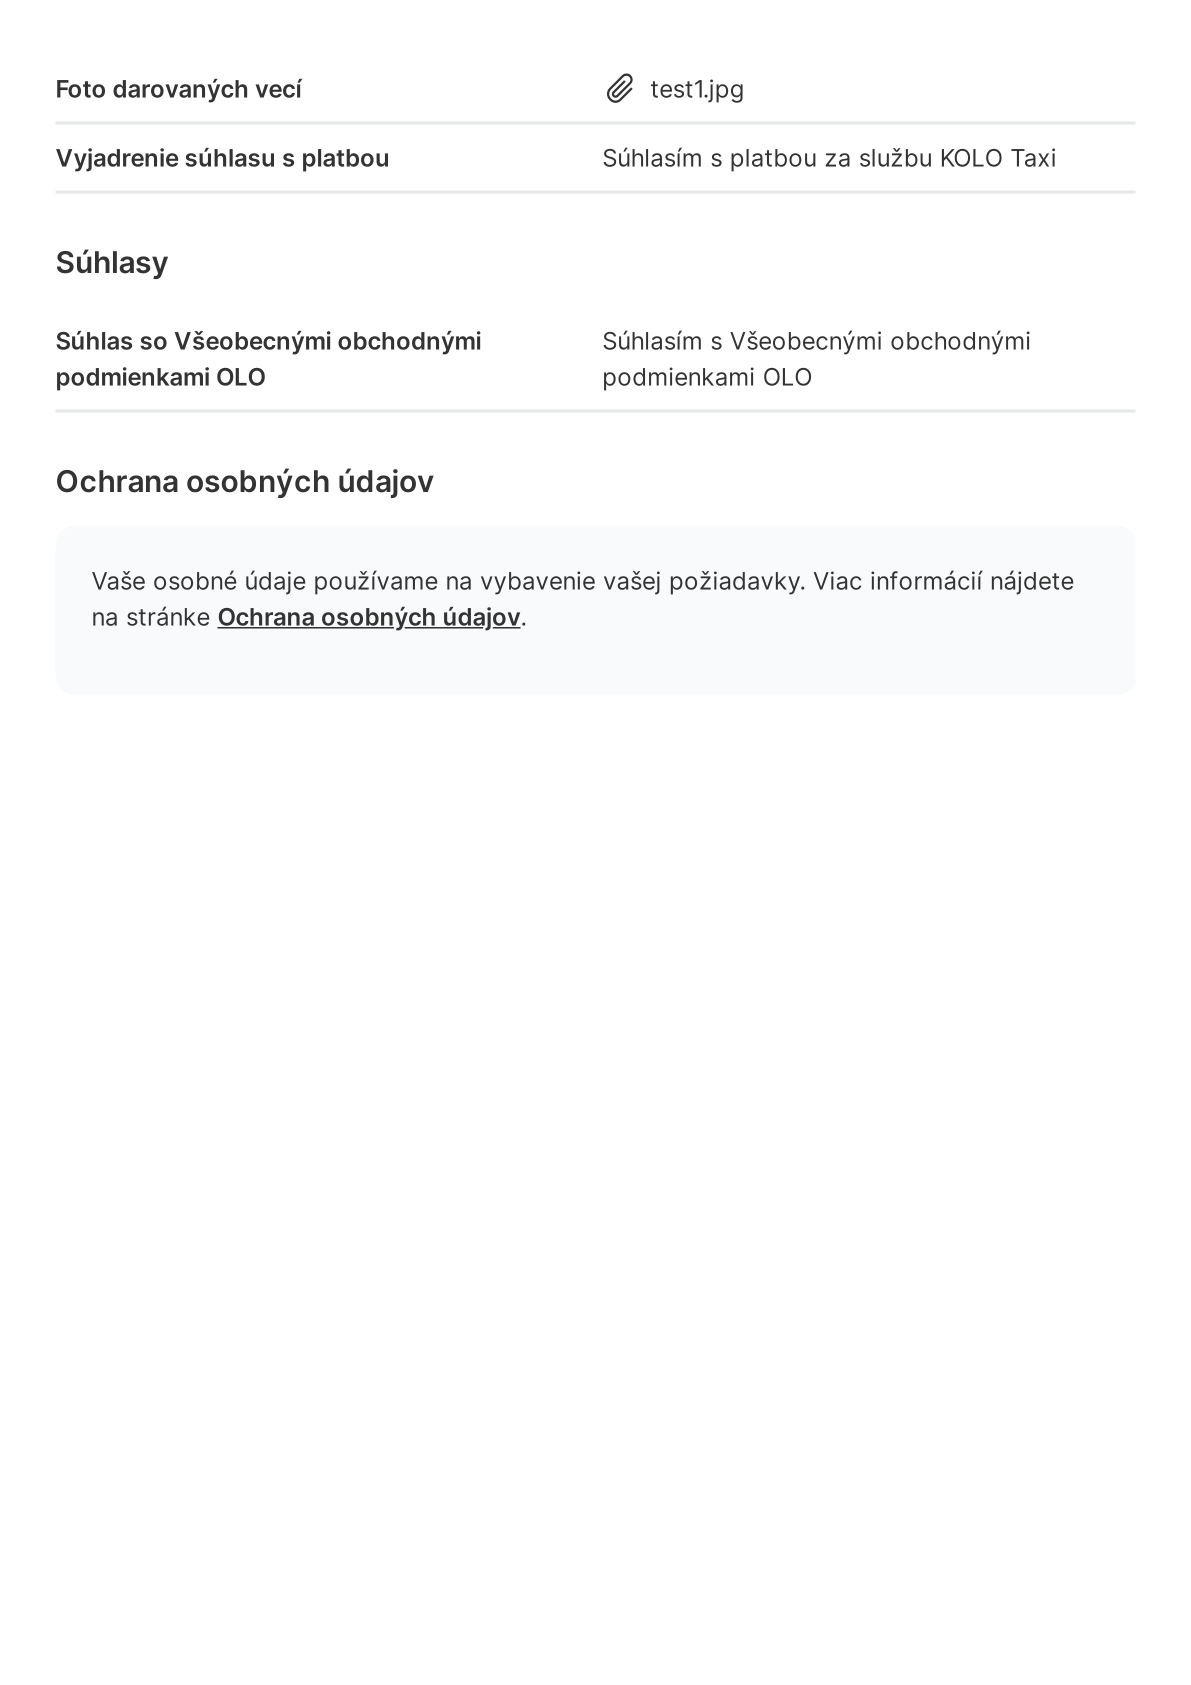 Foto darovaných vecí test1.jpg
Vyjadrenie súhlasu s platbou Súhlasím s platbou za službu KOLO Taxi
Súhlasy
Súhlas so Všeobecnými obchodnými
podmienkami OLO
Súhlasím s Všeobecnými obchodnými
podmienkami OLO
Ochrana osobných údajov
Vaše osobné údaje používame na vybavenie vašej požiadavky. Viac informácií nájdete
na stránke Ochrana osobných údajov.